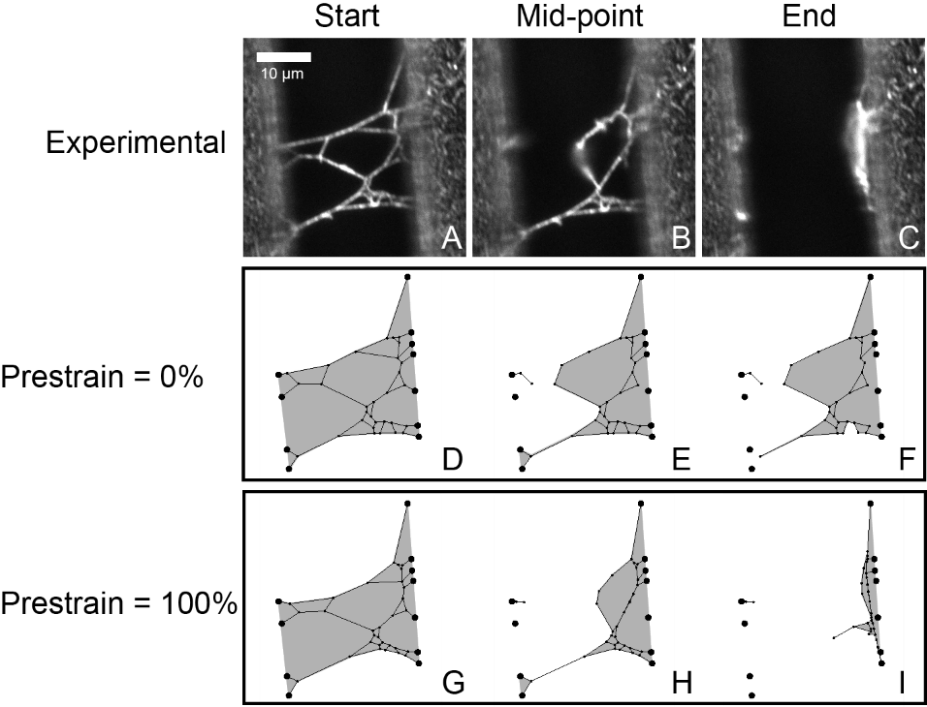 Start Mid-point End
Experimental
10 µm
A B C
Prestrain = 0%
D E F
Prestrain = 100%
G H I